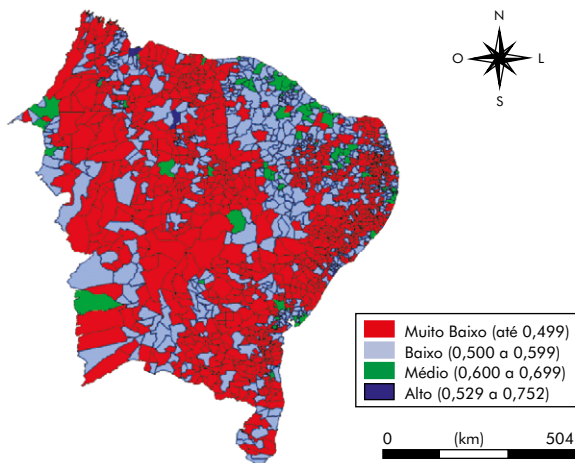 N
O L
S
Muito Baixo (até 0,499)
Baixo (0,500 a 0,599)
Médio (0,600 a 0,699)
Alto (0,529 a 0,752)
0 (km) 504